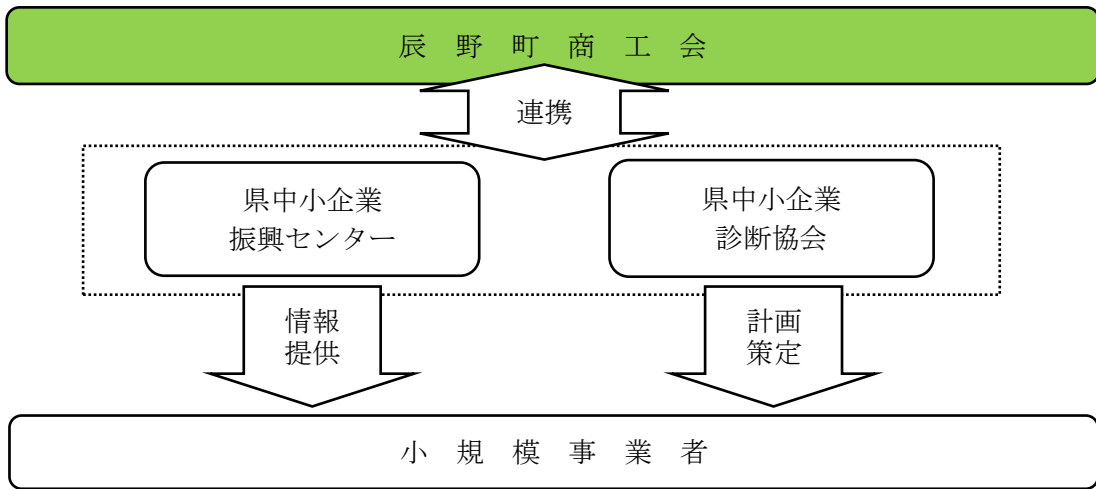 辰野町商工会
連携
県中小企業
振興センター
県中小企業
診断協会
情報
提供
計画
策定
小規模事業者